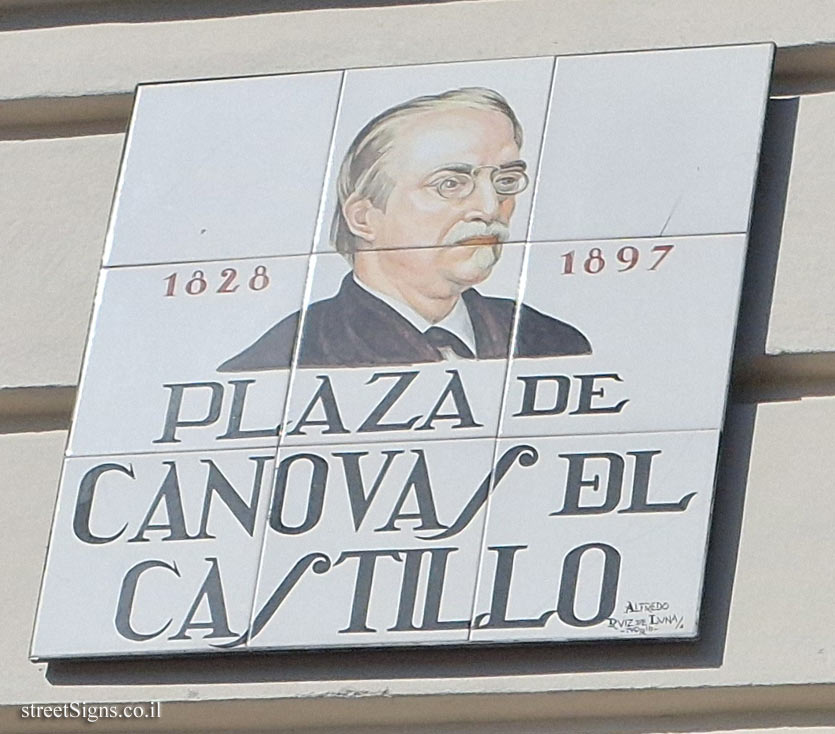 1828 1897
PLAZA DE
CANOVAS DEL
CASTILLO
ALFREDO
RUIZ DE LUNA
streetSigns.co.il